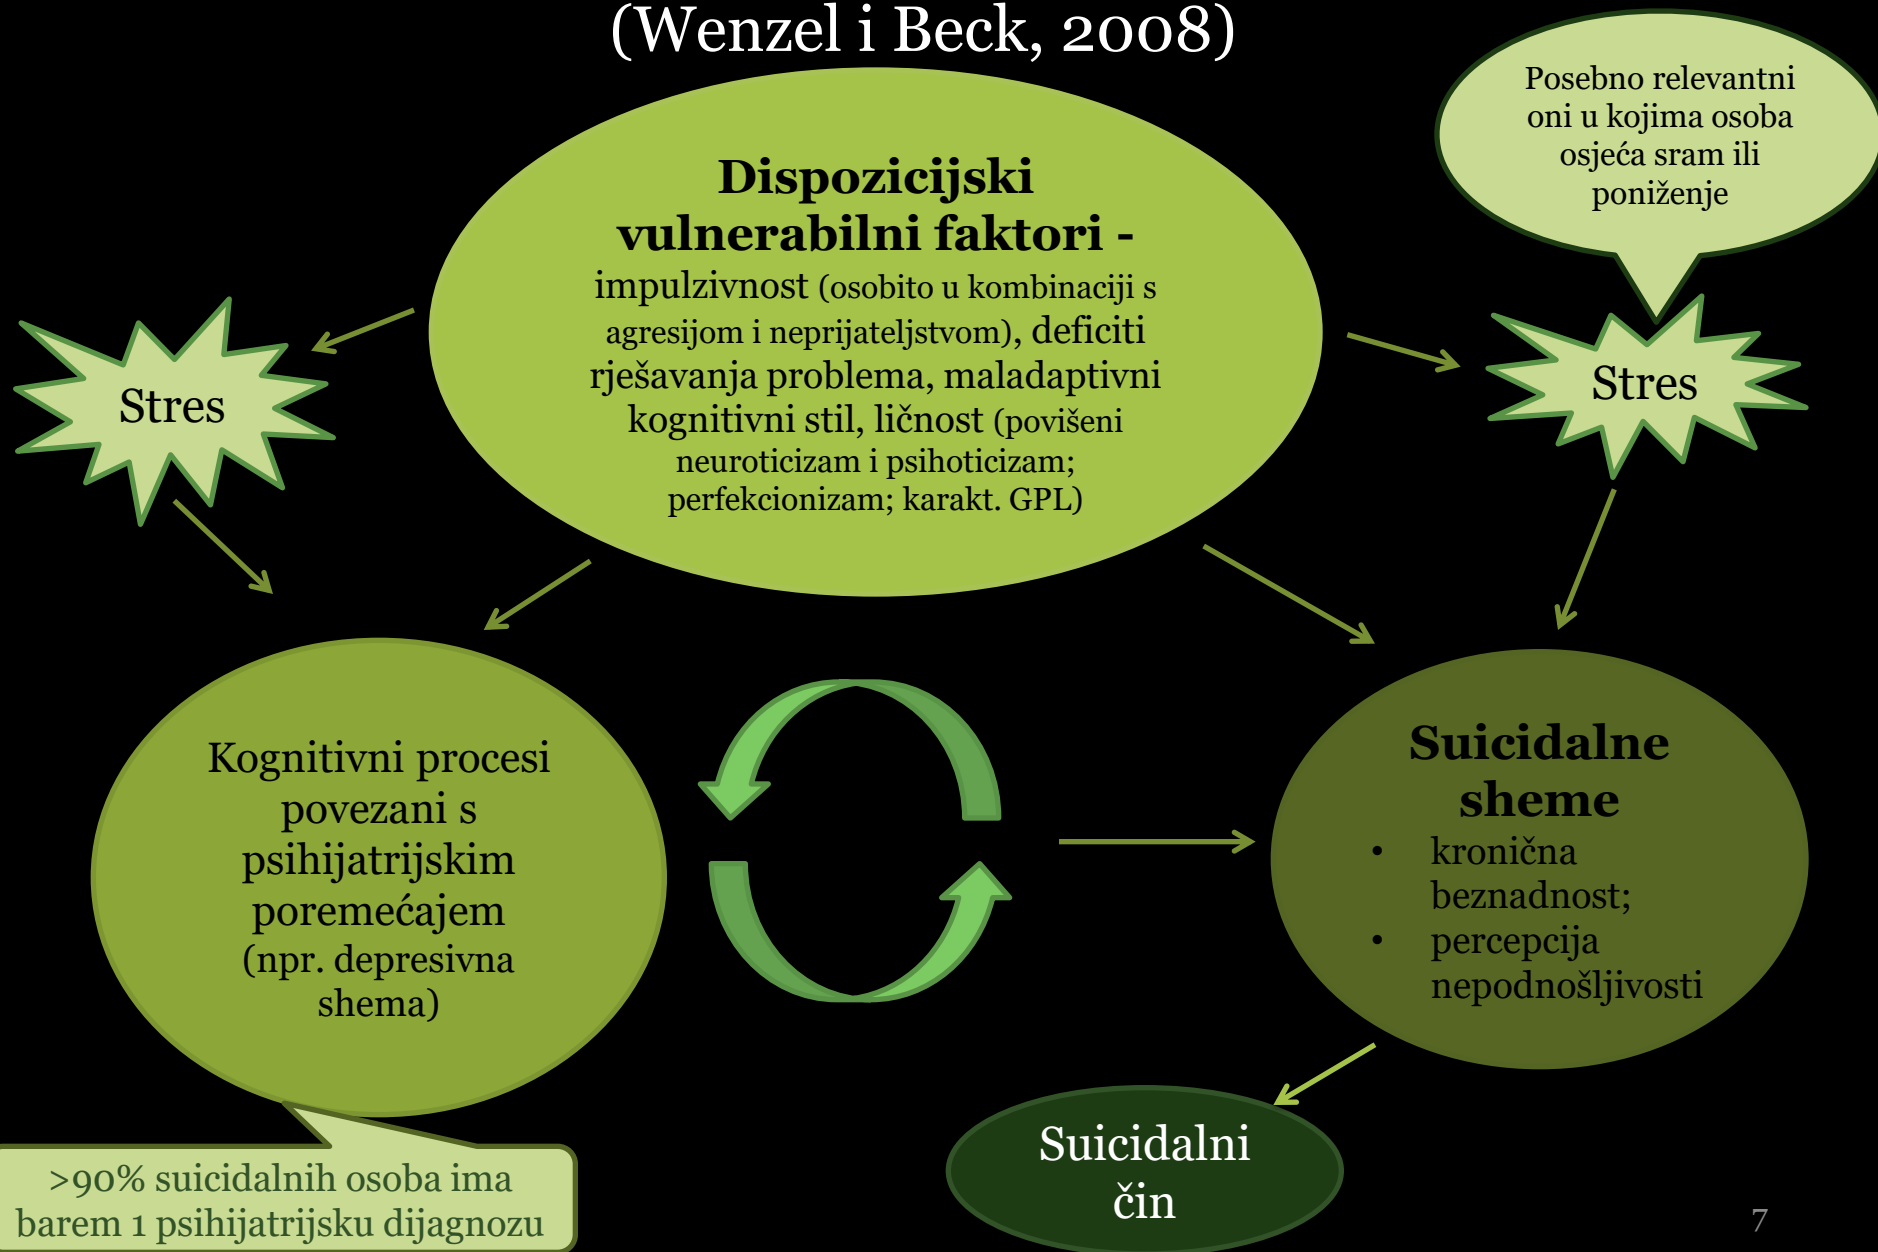 (Wenzel i Beck, 2008)
Posebno relevantni
oni u kojima osoba
osjeća sram ili
poniženje
Dispozicijski
vulnerabilni faktori -
impulzivnost (osobito u kombinaciji s
agresijom i neprijateljstvom), deficiti
rješavanja problema, maladaptivni
kognitivni stil, ličnost (povišeni
neuroticizam i psihoticizam;
perfekcionizam; karakt. GPL)
Stres
Stres
Kognitivni procesi
povezani s
psihijatrijskim
poremećajem
(npr. depresivna
shema)
Suicidalne
sheme
• kronična
beznadnost;
• percepcija
nepodnošljivosti
>90% suicidalnih osoba ima
barem 1 psihijatrijsku dijagnozu
Suicidalni
čin
7